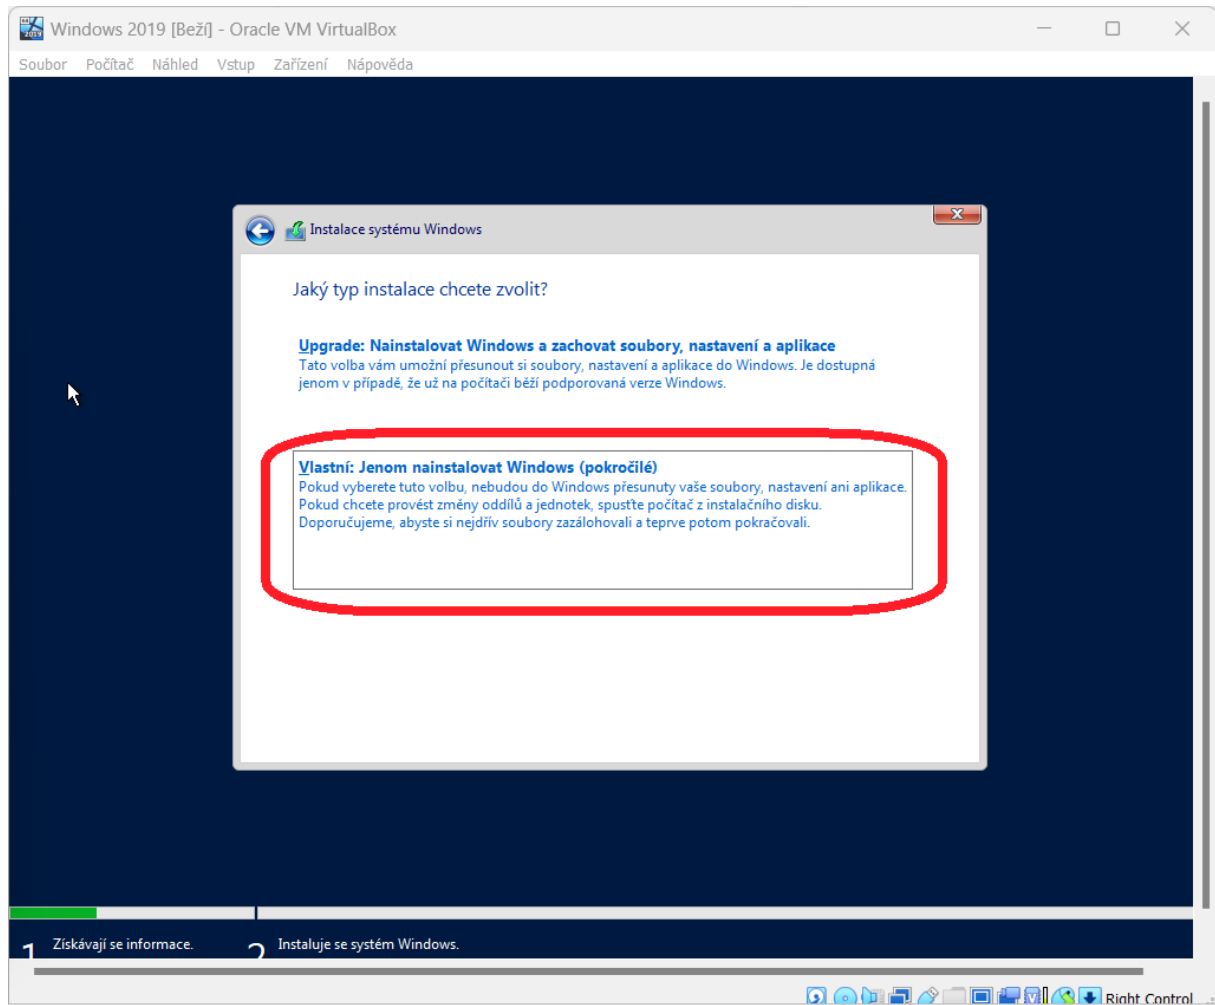 Windows 2019 [Beží] - Oracle VM VirtualBox
Soubor Počítač Náhled Vstup Zařízení Nápověda
Instalace systému Windows
Jaký typ instalace chcete zvolit?
Upgrade: Nainstalovat Windows a zachovat soubory, nastavení a aplikace
Tato volba vám umožní přesunout si soubory, nastavení a aplikace do Windows. Je dostupná
jenom v případě, že už na počítači běží podporovaná verze Windows.
Vlastní: Jenom nainstalovat Windows (pokročilé)
Pokud vyberete tuto volbu, nebudou do Windows přesunuty vaše soubory, nastavení ani aplikace.
Pokud chcete provést změny oddílů a jednotek, spusťte počítač z instalačního disku.
Doporučujeme, abyste si nejdřív soubory zazálohovali a teprve potom pokračovali.
1 Získávají se informace. 2 Instaluje se systém Windows.
Right Control